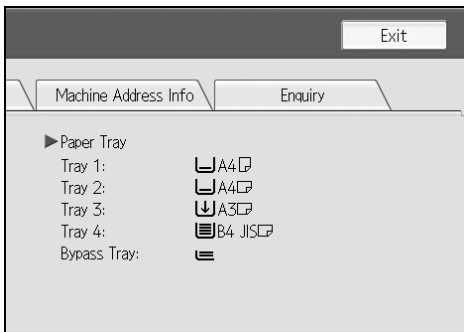 Exit
Machine Address Info
Enquiry
▶Paper Tray
Tray 1: A4
Tray 2: A4
Tray 3: A3
Tray 4: B4 JIS
Bypass Tray: